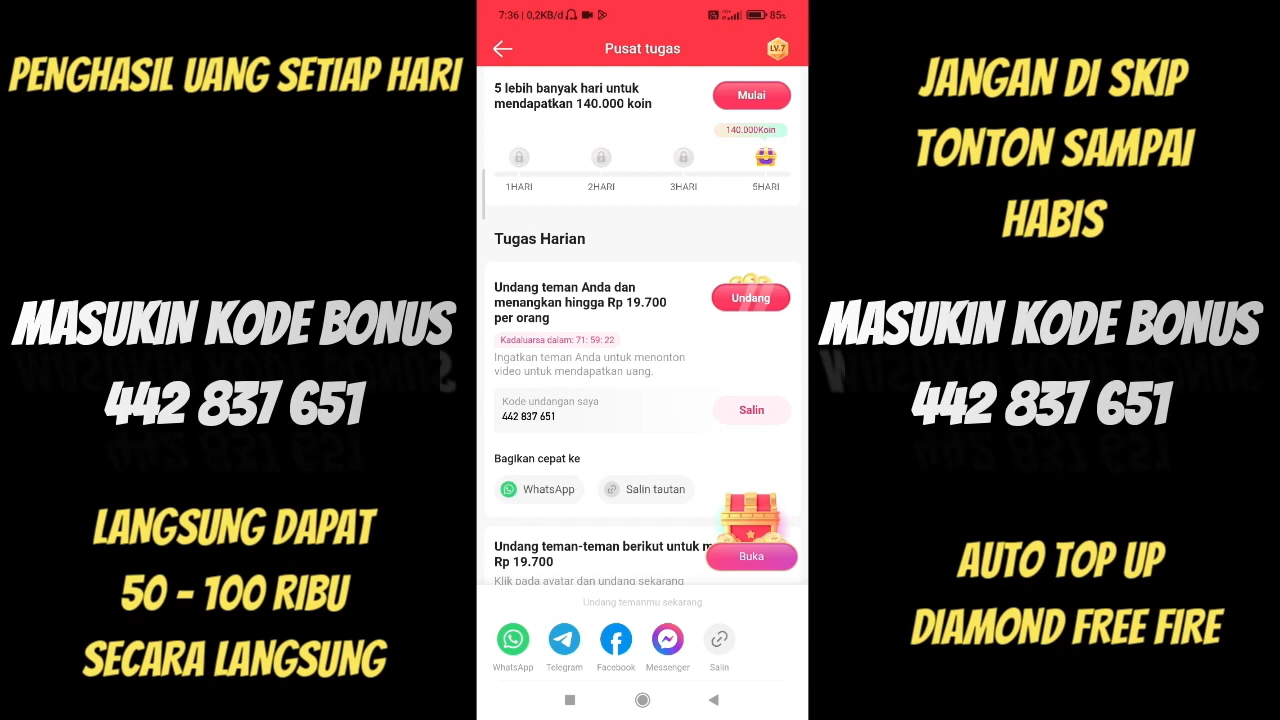 PENGHASIL UANG SETIAP HARI
MASUKIN KODE BONUS
442 837 651
LANGSUNG DAPAT
50 - 100 RIBU
SECARA LANGSUNG
7:36 | 0,2KB/d
85%
Pusat tugas
LV.7
5 lebih banyak hari untuk
mendapatkan 140.000 koin
Mulai
140.000Koin
1HARI 2HARI 3HARI 5HARI
Tugas Harian
Undang teman Anda dan
menangkan hingga Rp 19.700
per orang
Undang
Kadaluarsa dalam: 71: 59: 22
Ingatkan teman Anda untuk menonton
video untuk mendapatkan uang.
Kode undangan saya
442 837 651
Salin
Bagikan cepat ke
WhatsApp Salin tautan
Undang teman-teman berikut untuk m
Rp 19.700
Buka
Klik pada avatar dan undang sekarang
Undang temanmu sekarang
WhatsApp Telegram Facebook Messenger Salin
JANGAN DI SKIP
TONTON SAMPAI
HABIS
MASUKIN KODE BONUS
442 837 651
AUTO TOP UP
DIAMOND FREE FIRE